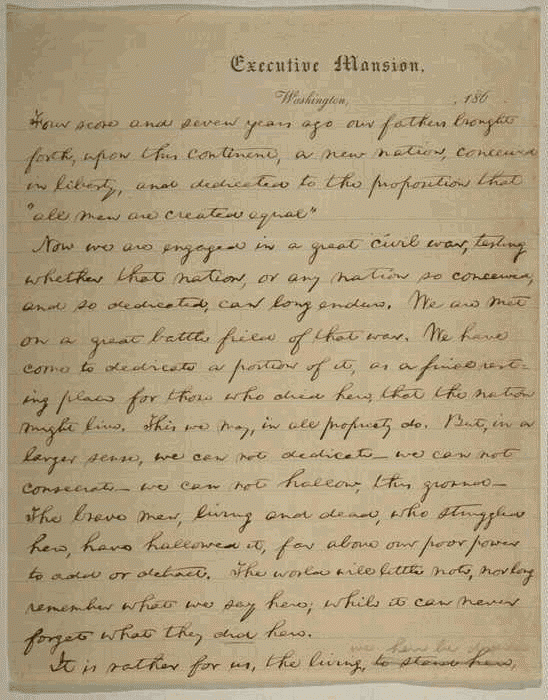 Executive Mansion,
Washington, , 186 .
Four score and seven years ago our fathers brought
forth, upon this continent, a new nation, conceived
in liberty, and dedicated to the proposition that
"all men are created equal"
Now we are engaged in a great civil war, testing
whether that nation, or any nation so conceived,
and so dedicated, can long endure. We are met
on a great battle field of that war. We have
come to dedicate a portion of it, as a final rest-
ing place for those who died here, that the nation
might live. This we may, in all propriety do. But, in a
larger sense, we can not dedicate — we can not
consecrate — we can not hallow, this ground —
The brave men, living and dead, who struggled
here, have hallowed it, far above our poor power
to add or detract. The world will little note, nor long
remember what we say here; while it can never
forget what they did here.
we here be
It is rather for us, the living, to stand here,